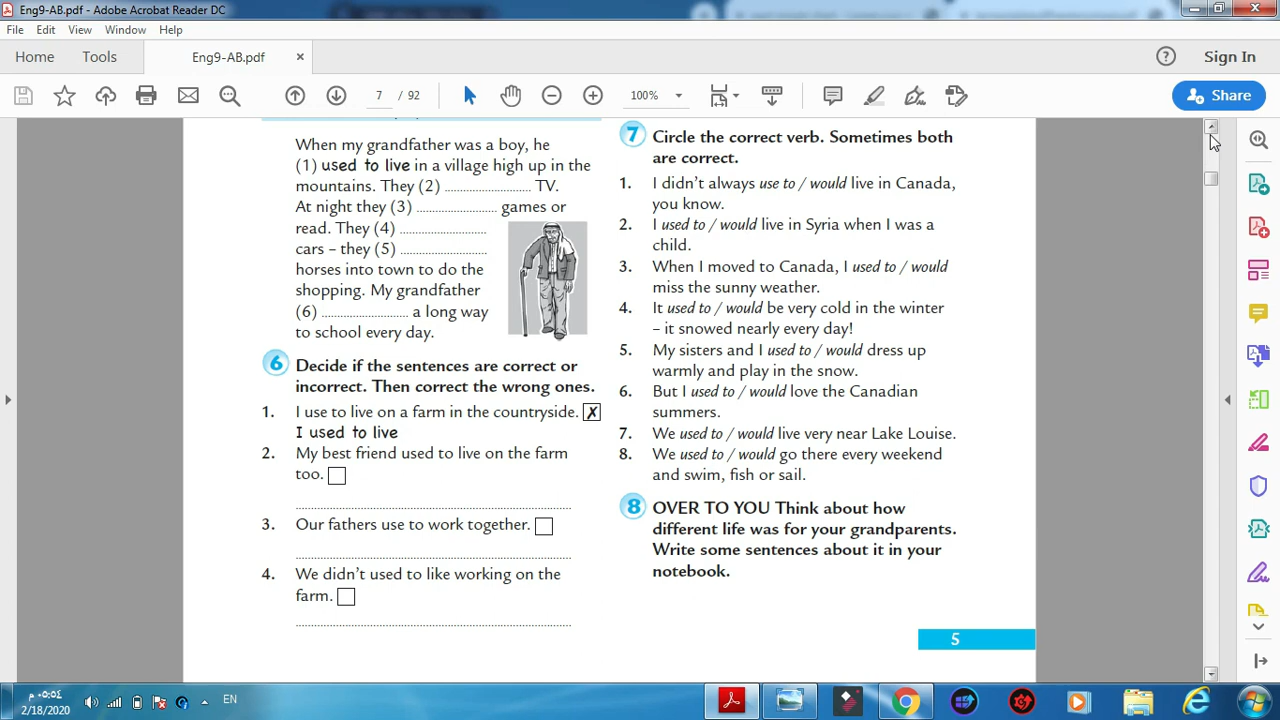 Eng9-AB.pdf - Adobe Acrobat Reader DC
File Edit View Window Help
Home Tools Eng9-AB.pdf × Sign In
7 / 92 100% Share
When my grandfather was a boy, he
(1) used to live in a village high up in the
mountains. They (2) .......................... TV.
At night they (3) ........................ games or
read. They (4) ..........................
cars – they (5) ..........................
horses into town to do the
shopping. My grandfather
(6) .......................... a long way
to school every day.
6 Decide if the sentences are correct or
incorrect. Then correct the wrong ones.
1. I use to live on a farm in the countryside. ✗
I used to live
2. My best friend used to live on the farm
too.
3. Our fathers use to work together.
4. We didn't used to like working on the
farm.
7 Circle the correct verb. Sometimes both
are correct.
1. I didn't always use to / would live in Canada,
you know.
2. I used to / would live in Syria when I was a
child.
3. When I moved to Canada, I used to / would
miss the sunny weather.
4. It used to / would be very cold in the winter
– it snowed nearly every day!
5. My sisters and I used to / would dress up
warmly and play in the snow.
6. But I used to / would love the Canadian
summers.
7. We used to / would live very near Lake Louise.
8. We used to / would go there every weekend
and swim, fish or sail.
8 OVER TO YOU Think about how
different life was for your grandparents.
Write some sentences about it in your
notebook.
5
م ٠٥:٥٤
2/18/2020
EN